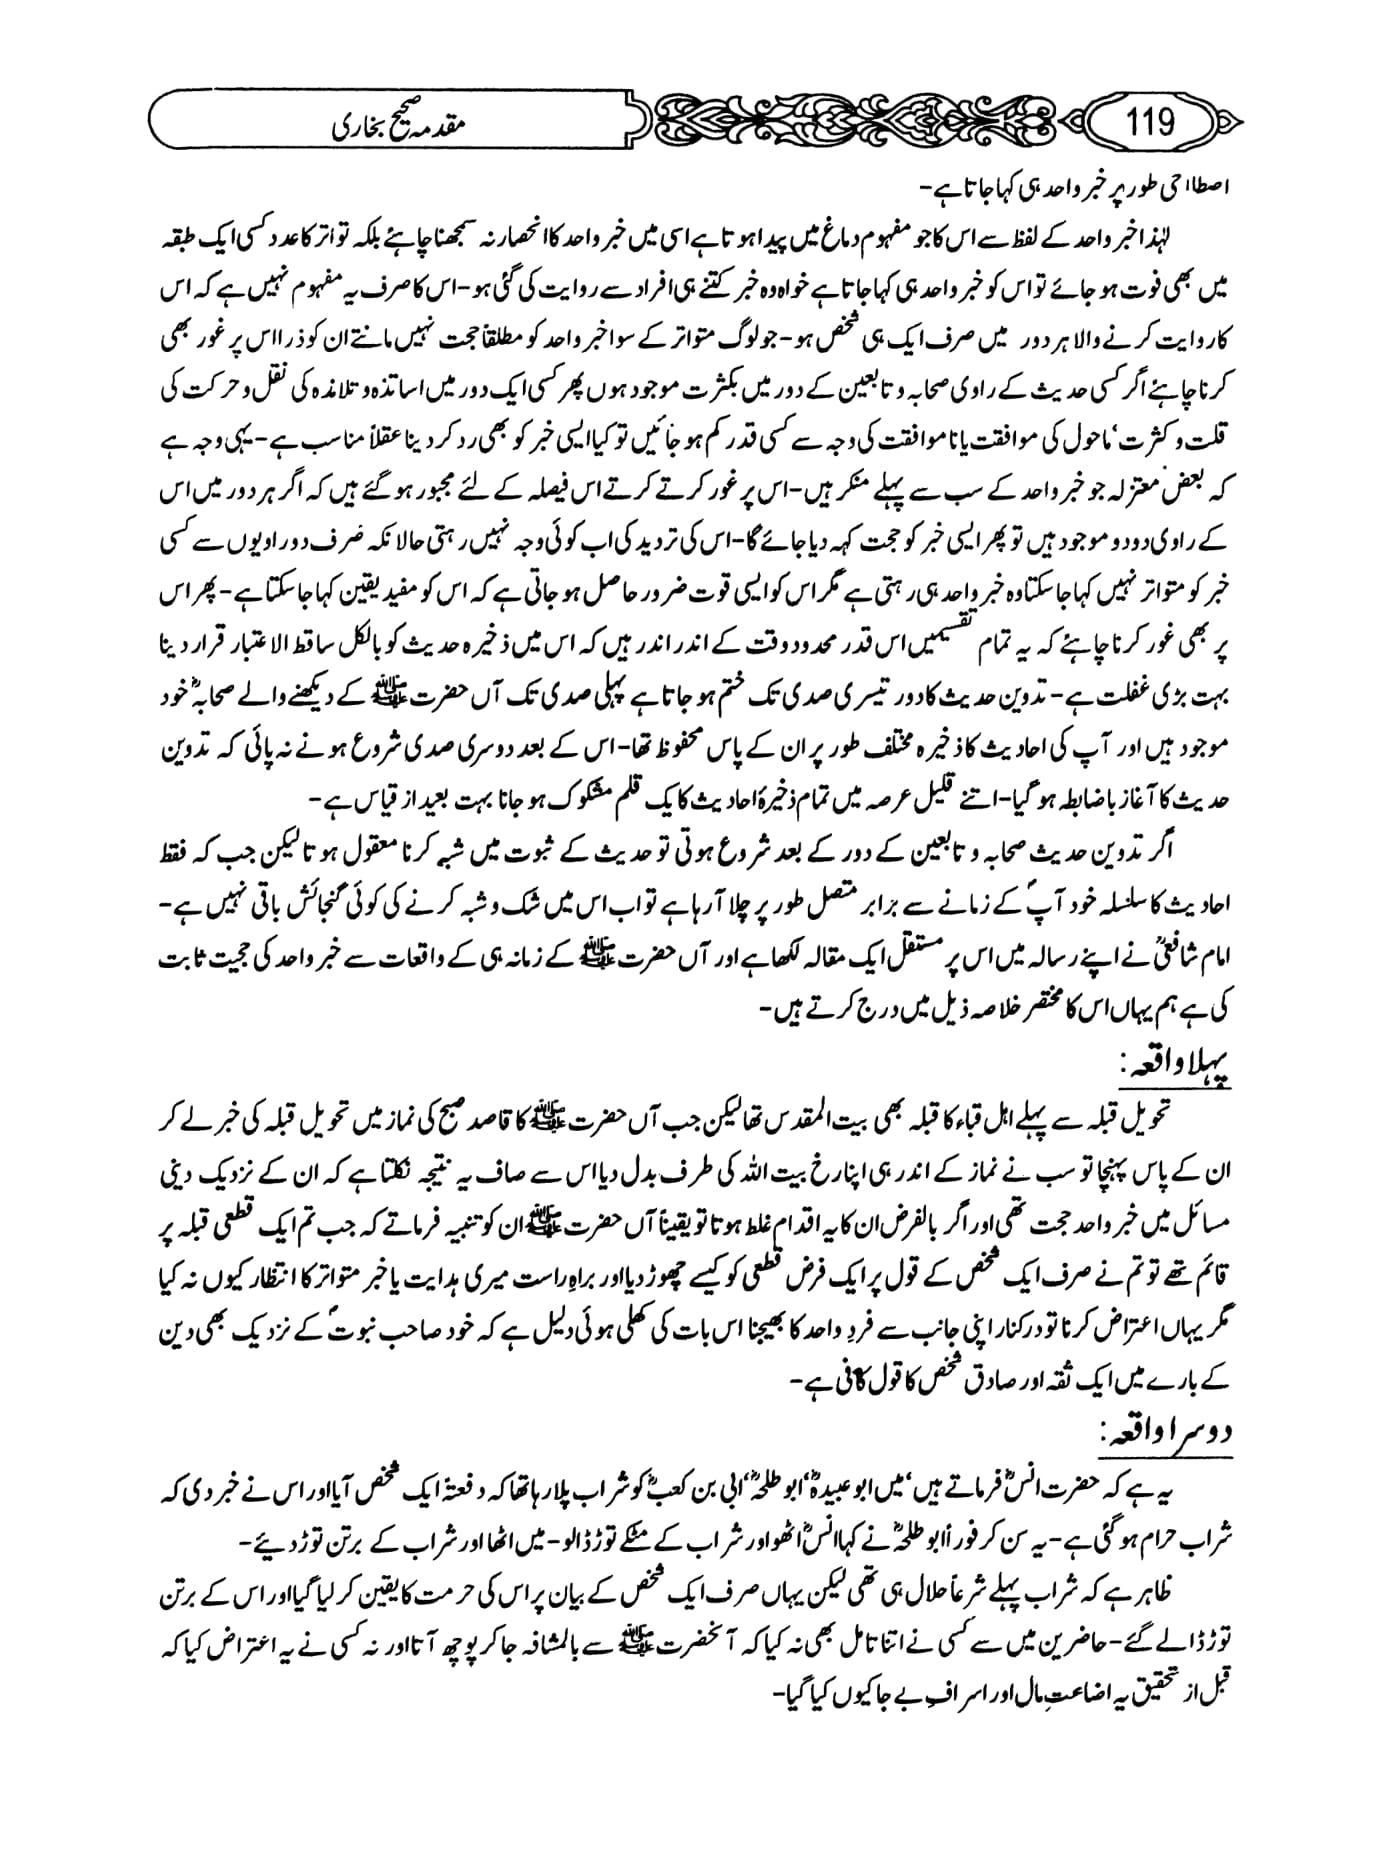 119
مقدمہ صحیح بخاری
اصطلاحی طور پر خبر واحد ہی کہا جاتا ہے-
لہٰذا خبر واحد کے لفظ سے اس کا جو مفہوم دماغ میں پیدا ہوتا ہے اسی میں خبر واحد کا انحصار نہ سمجھنا چاہئے بلکہ تواتر کا عدد کسی ایک طبقہ
میں بھی فوت ہو جائے تو اس کو خبر واحد ہی کہا جاتا ہے خواہ وہ خبر کتنے ہی افراد سے روایت کی گئی ہو-اس کا صرف یہ مفہوم نہیں ہے کہ اس
کا روایت کرنے والا ہر دور میں صرف ایک ہی شخص ہو-جو لوگ متواتر کے سوا خبر واحد کو مطلقاً حجت نہیں مانتے ان کو ذرا اس پر غور بھی
کرنا چاہئے اگر کسی حدیث کے راوی صحابہ و تابعین کے دور میں بکثرت موجود ہوں پھر کسی ایک دور میں اساتذہ و تلامذہ کی نقل و حرکت کی
قلت و کثرت‘ ماحول کی موافقت یا نا موافقت کی وجہ سے کسی قدر کم ہو جائیں تو کیا ایسی خبر کو بھی رد کر دینا عقلاً مناسب ہے-یہی وجہ ہے
کہ بعض معتزلہ جو خبر واحد کے سب سے پہلے منکر ہیں-اس پر غور کرتے کرتے اس فیصلہ کے لئے مجبور ہو گئے ہیں کہ اگر ہر دور میں اس
کے راوی دو دو موجود ہیں تو پھر ایسی خبر کو حجت کہہ دیا جائے گا-اس کی تردید کی اب کوئی وجہ نہیں رہتی حالانکہ صرف دو راویوں سے کسی
خبر کو متواتر نہیں کہا جا سکتا وہ خبر واحد ہی رہتی ہے مگر اس کو ایسی قوت ضرور حاصل ہو جاتی ہے کہ اس کو مفید یقین کہا جا سکتا ہے-پھر اس
پر بھی غور کرنا چاہئے کہ یہ تمام تقسیمیں اس قدر محدود وقت کے اندر اندر ہیں کہ اس میں ذخیرہ حدیث کو بالکل ساقط الاعتبار قرار دینا
بہت بڑی غفلت ہے-تدوین حدیث کا دور تیسری صدی تک ختم ہو جاتا ہے پہلی صدی تک آں حضرت ﷺ کے دیکھنے والے صحابہؓ خود
موجود ہیں اور آپ کی احادیث کا ذخیرہ مختلف طور پر ان کے پاس محفوظ تھا-اس کے بعد دوسری صدی شروع ہونے نہ پائی کہ تدوین
حدیث کا آغاز باضابطہ ہو گیا-اتنے قلیل عرصہ میں تمام ذخیرۂ احادیث کا یک قلم مشکوک ہو جانا بہت بعید از قیاس ہے-
اگر تدوین حدیث صحابہ و تابعین کے دور کے بعد شروع ہوتی تو حدیث کے ثبوت میں شبہ کرنا معقول ہوتا لیکن جب کہ فقط
احادیث کا سلسلہ خود آپؐ کے زمانے سے برابر متصل طور پر چلا آ رہا ہے تو اب اس میں شک و شبہ کرنے کی کوئی گنجائش باقی نہیں ہے-
امام شافعیؒ نے اپنے رسالہ میں اس پر مستقل ایک مقالہ لکھا ہے اور آں حضرت ﷺ کے زمانہ ہی کے واقعات سے خبر واحد کی حجیت ثابت
کی ہے ہم یہاں اس کا مختصر خلاصہ ذیل میں درج کرتے ہیں-
پہلا واقعہ:
تحویل قبلہ سے پہلے اہل قباء کا قبلہ بھی بیت المقدس تھا لیکن جب آں حضرت ﷺ کا قاصد صبح کی نماز میں تحویل قبلہ کی خبر لے کر
ان کے پاس پہنچا تو سب نے نماز کے اندر ہی اپنا رخ بیت اللہ کی طرف بدل دیا اس سے صاف یہ نتیجہ نکلتا ہے کہ ان کے نزدیک دینی
مسائل میں خبر واحد حجت تھی اور اگر بالفرض ان کا یہ اقدام غلط ہوتا تو یقیناً آں حضرت ﷺ ان کو تنبیہ فرماتے کہ جب تم ایک قطعی قبلہ پر
قائم تھے تو تم نے صرف ایک شخص کے قول پر ایک فرض قطعی کو کیسے چھوڑ دیا اور براہِ راست میری ہدایت یا خبر متواتر کا انتظار کیوں نہ کیا
مگر یہاں اعتراض کرنا تو درکنار اپنی جانب سے فردِ واحد کا بھیجنا اس بات کی کھلی ہوئی دلیل ہے کہ خود صاحب نبوتؐ کے نزدیک بھی دین
کے بارے میں ایک ثقہ اور صادق شخص کا قول کافی ہے-
دوسرا واقعہ:
یہ ہے کہ حضرت انسؓ فرماتے ہیں‘میں ابو عبیدہؓ‘ابو طلحہؓ‘ابی بن کعبؓ کو شراب پلا رہا تھا کہ دفعۃً ایک شخص آیا اور اس نے خبر دی کہ
شراب حرام ہو گئی ہے-یہ سن کر فوراً ابو طلحہؓ نے کہا انسؓ اٹھو اور شراب کے مٹکے توڑ ڈالو-میں اٹھا اور شراب کے برتن توڑ دیئے-
ظاہر ہے کہ شراب پہلے شرعاً حلال ہی تھی لیکن یہاں صرف ایک شخص کے بیان پر اس کی حرمت کا یقین کر لیا گیا اور اس کے برتن
توڑ ڈالے گئے-حاضرین میں سے کسی نے اتنا تامل بھی نہ کیا کہ آنحضرت ﷺ سے بالمشافہ جا کر پوچھ آتا اور نہ کسی نے یہ اعتراض کیا کہ
قبل از تحقیق یہ اضاعتِ مال اور اسرافِ بے جا کیوں کیا گیا-